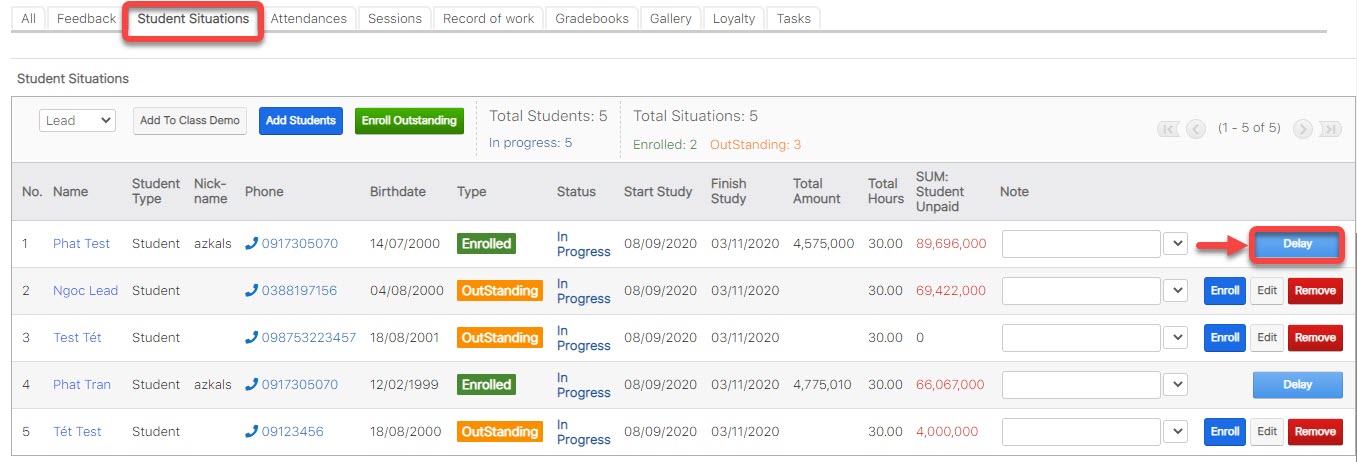 All Feedback Student Situations Attendances Sessions Record of work Gradebooks Gallery Loyalty Tasks
Student Situations
Lead Add To Class Demo Add Students Enroll Outstanding Total Students: 5 Total Situations: 5
In progress: 5 Enrolled: 2 OutStanding: 3 (1 - 5 of 5)
No. Name Student Type Nick-name Phone Birthdate Type Status Start Study Finish Study Total Amount Total Hours SUM: Student Unpaid Note
1 Phat Test Student azkals 0917305070 14/07/2000 Enrolled In Progress 08/09/2020 03/11/2020 4,575,000 30.00 89,696,000 Delay
2 Ngoc Lead Student 0388197156 04/08/2000 OutStanding In Progress 08/09/2020 03/11/2020 30.00 69,422,000 Enroll Edit Remove
3 Test Tét Student 098753223457 18/08/2001 OutStanding In Progress 08/09/2020 03/11/2020 30.00 0 Enroll Edit Remove
4 Phat Tran Student azkals 0917305070 12/02/1999 Enrolled In Progress 08/09/2020 03/11/2020 4,775,010 30.00 66,067,000 Delay
5 Tét Test Student 09123456 18/08/2000 OutStanding In Progress 08/09/2020 03/11/2020 30.00 4,000,000 Enroll Edit Remove